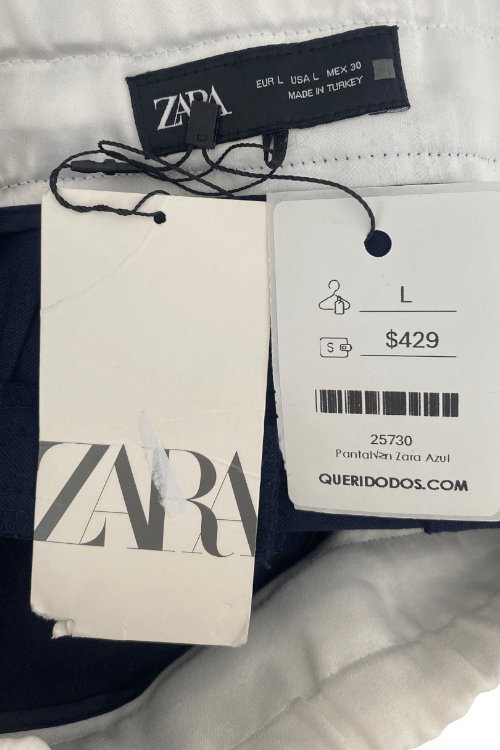 ZARA
EUR L USA L MEX 30
MADE IN TURKEY
ZARA
L
$
$429
25730
Pantal√≥n Zara Azul
QUERIDODOS.COM